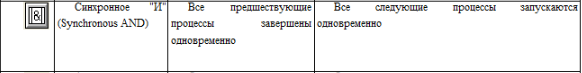 &
Синхронное "И"
(Synchronous AND)
Все предшествующие
процессы завершены
одновременно
Все следующие процессы запускаются
одновременно